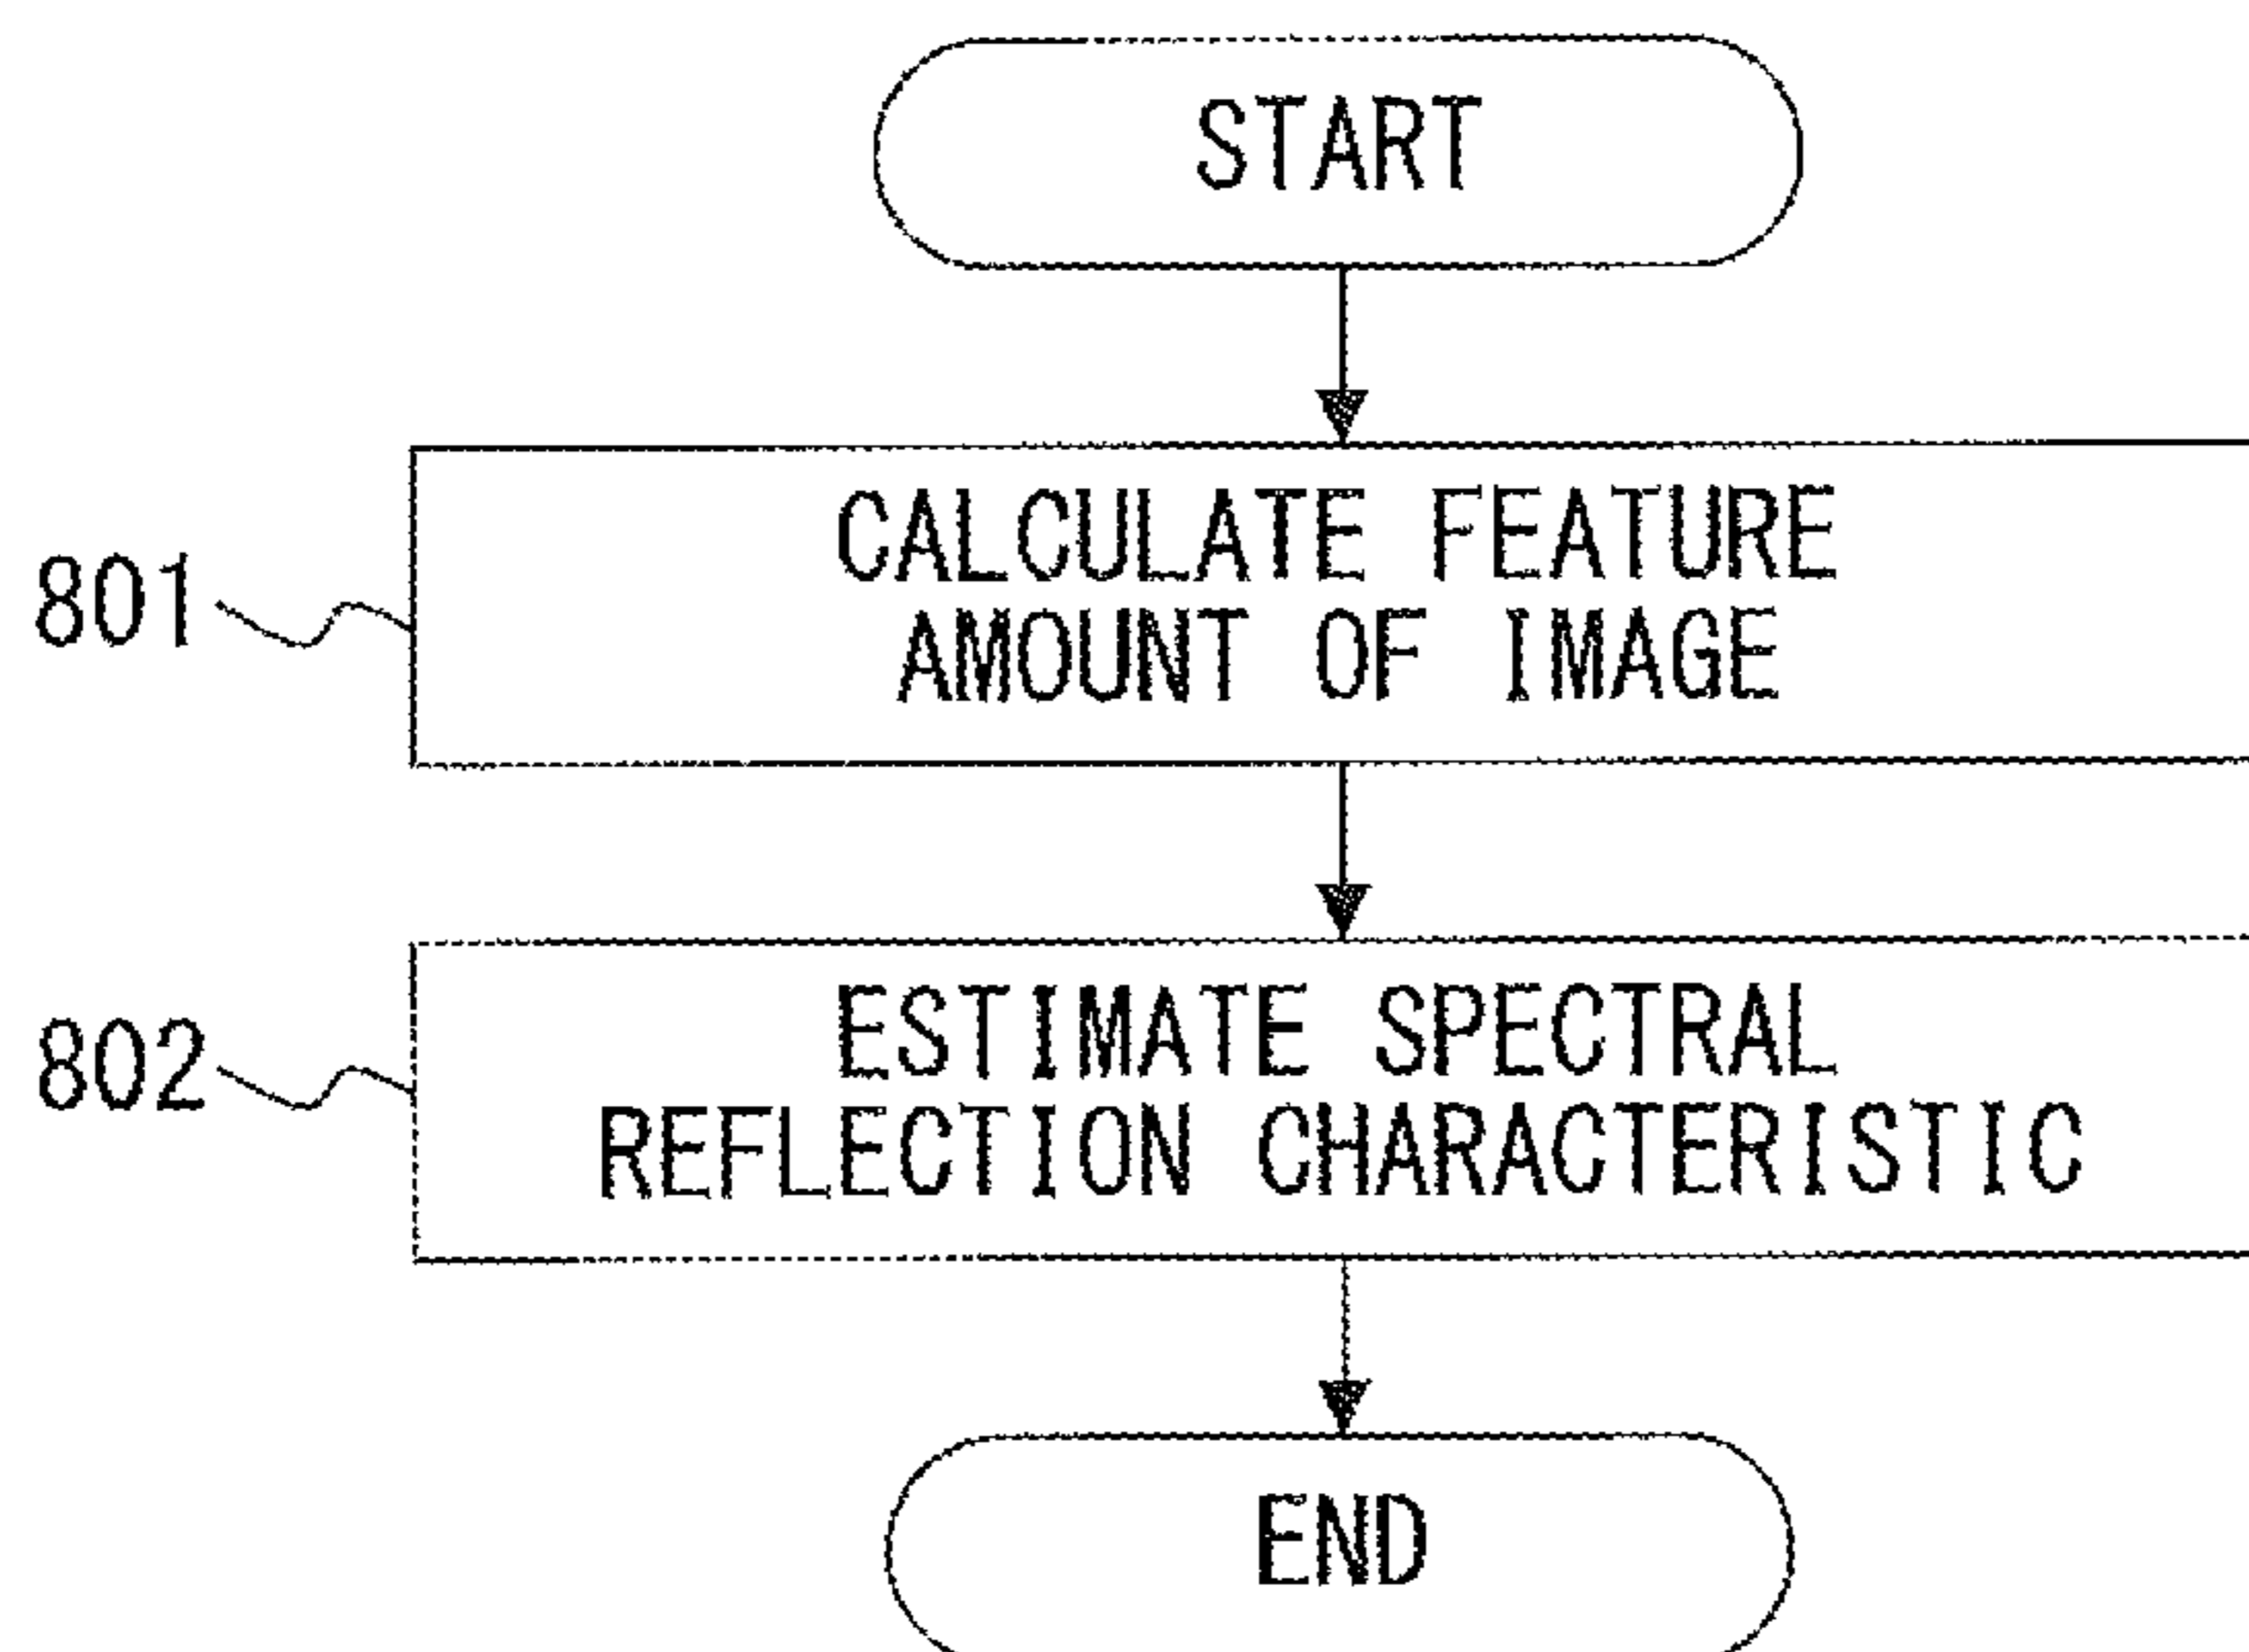 START
801
CALCULATE FEATURE
AMOUNT OF IMAGE
802
ESTIMATE SPECTRAL
REFLECTION CHARACTERISTIC
END